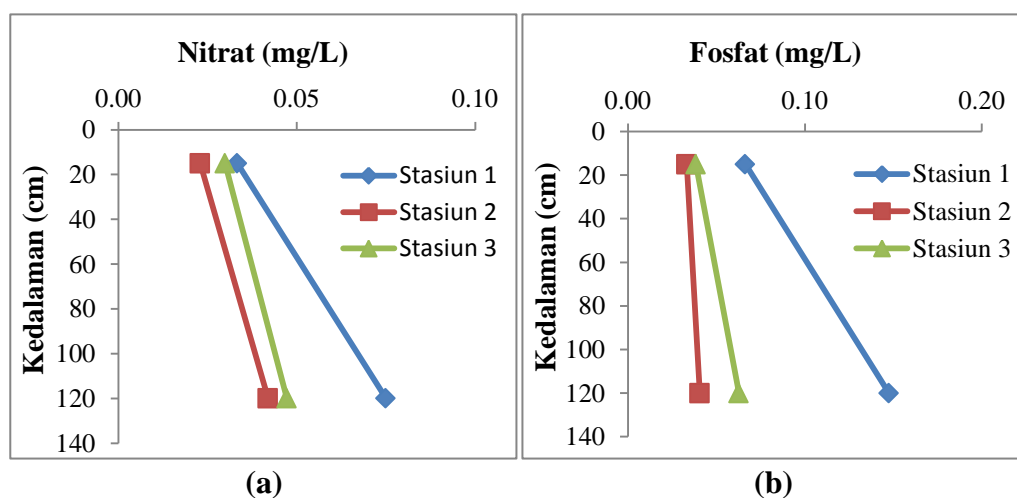 Nitrat (mg/L)
0.00 0.05 0.10
0
20
40
60
80
100
120
140
Kedalaman (cm)
Stasiun 1
Stasiun 2
Stasiun 3
(a)
Fosfat (mg/L)
0.00 0.10 0.20
0
20
40
60
80
100
120
140
Kedalaman (cm)
Stasiun 1
Stasiun 2
Stasiun 3
(b)